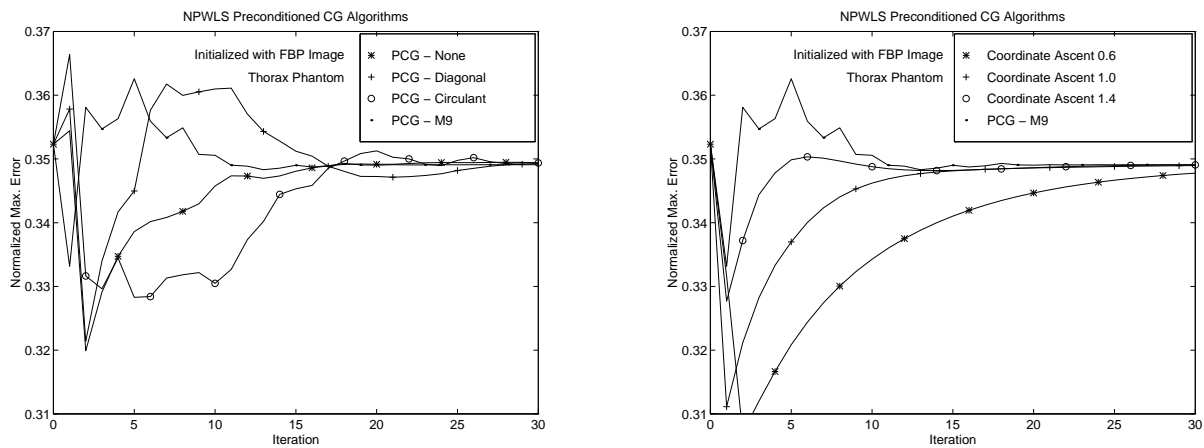 NPWLS Preconditioned CG Algorithms
Initialized with FBP Image
Thorax Phantom
PCG − None
PCG − Diagonal
PCG − Circulant
PCG − M9
Normalized Max. Error
0.37
0.36
0.35
0.34
0.33
0.32
0.31
0 5 10 15 20 25 30
Iteration
NPWLS Preconditioned CG Algorithms
Initialized with FBP Image
Thorax Phantom
Coordinate Ascent 0.6
Coordinate Ascent 1.0
Coordinate Ascent 1.4
PCG − M9
Normalized Max. Error
0.37
0.36
0.35
0.34
0.33
0.32
0.31
0 5 10 15 20 25 30
Iteration